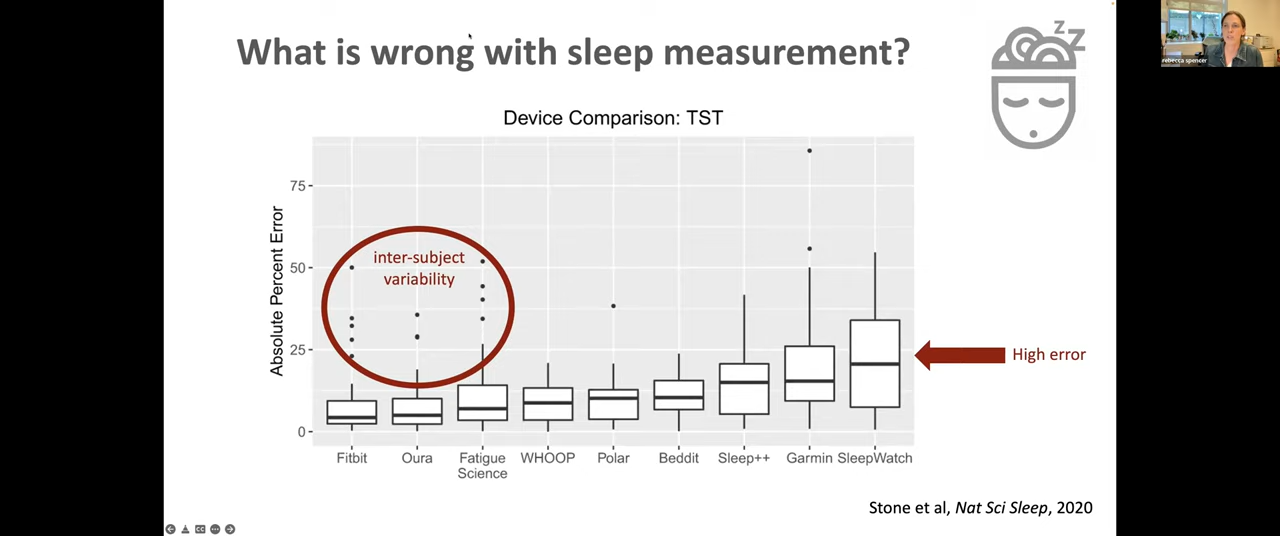 What is wrong with sleep measurement?
zZ
rebecca spencer
Device Comparison: TST
Absolute Percent Error
75
50
25
0
inter-subject
variability
High error
Fitbit
Oura
Fatigue
Science
WHOOP
Polar
Beddit
Sleep++
Garmin
SleepWatch
Stone et al, Nat Sci Sleep, 2020
CC